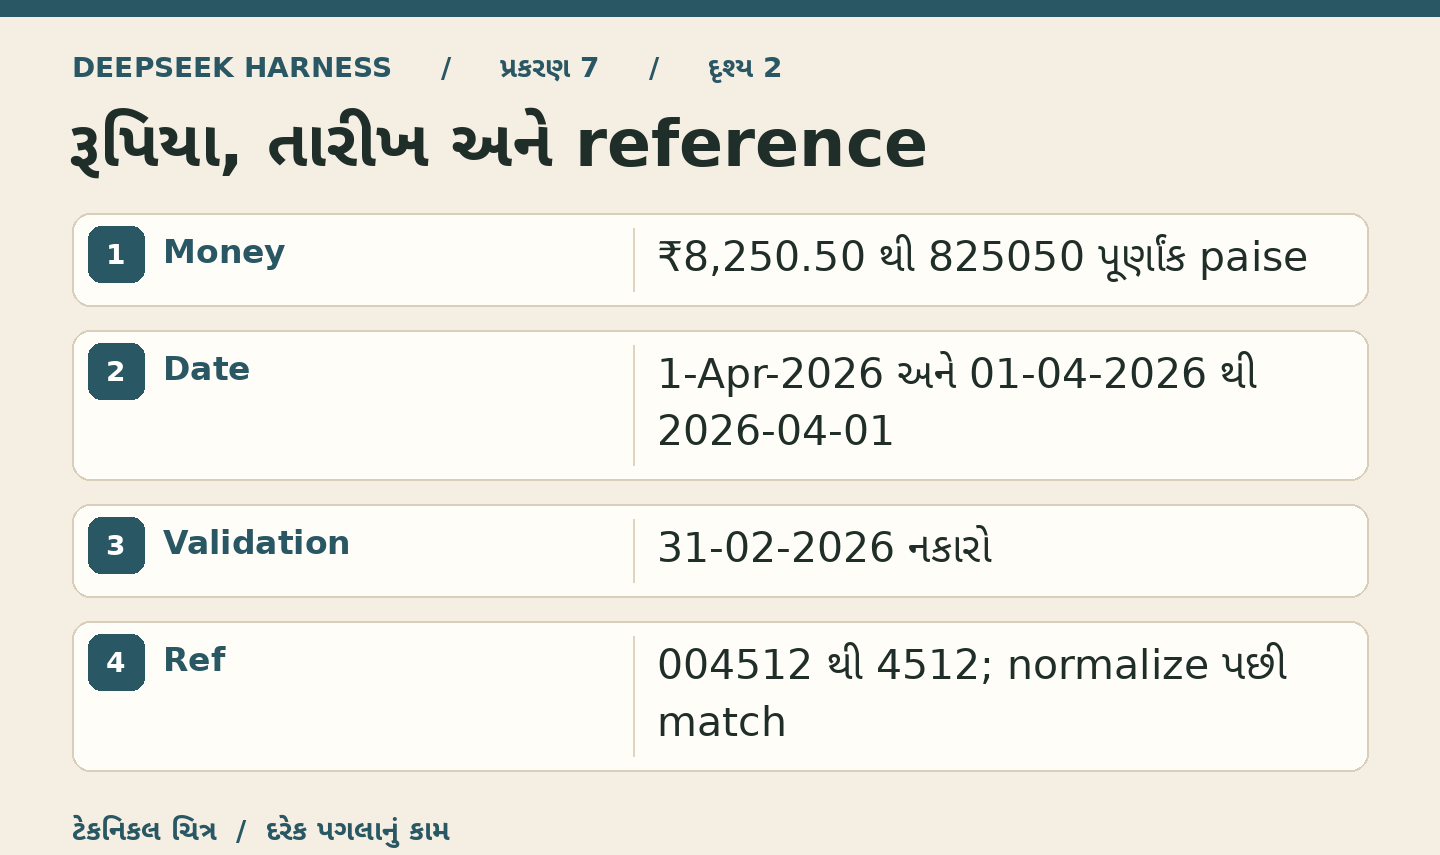 DEEPSEEK HARNESS / પ્રકરણ 7 / દૃશ્ય 2
રૂપિયા, તારીખ અને reference
1 Money
₹8,250.50 થી 825050 પૂર્ણાંક paise
2 Date
1-Apr-2026 અને 01-04-2026 થી
2026-04-01
3 Validation
31-02-2026 નકારો
4 Ref
004512 થી 4512; normalize પછી
match
ટેકનિકલ ચિત્ર / દરેક પગલાનું કામ